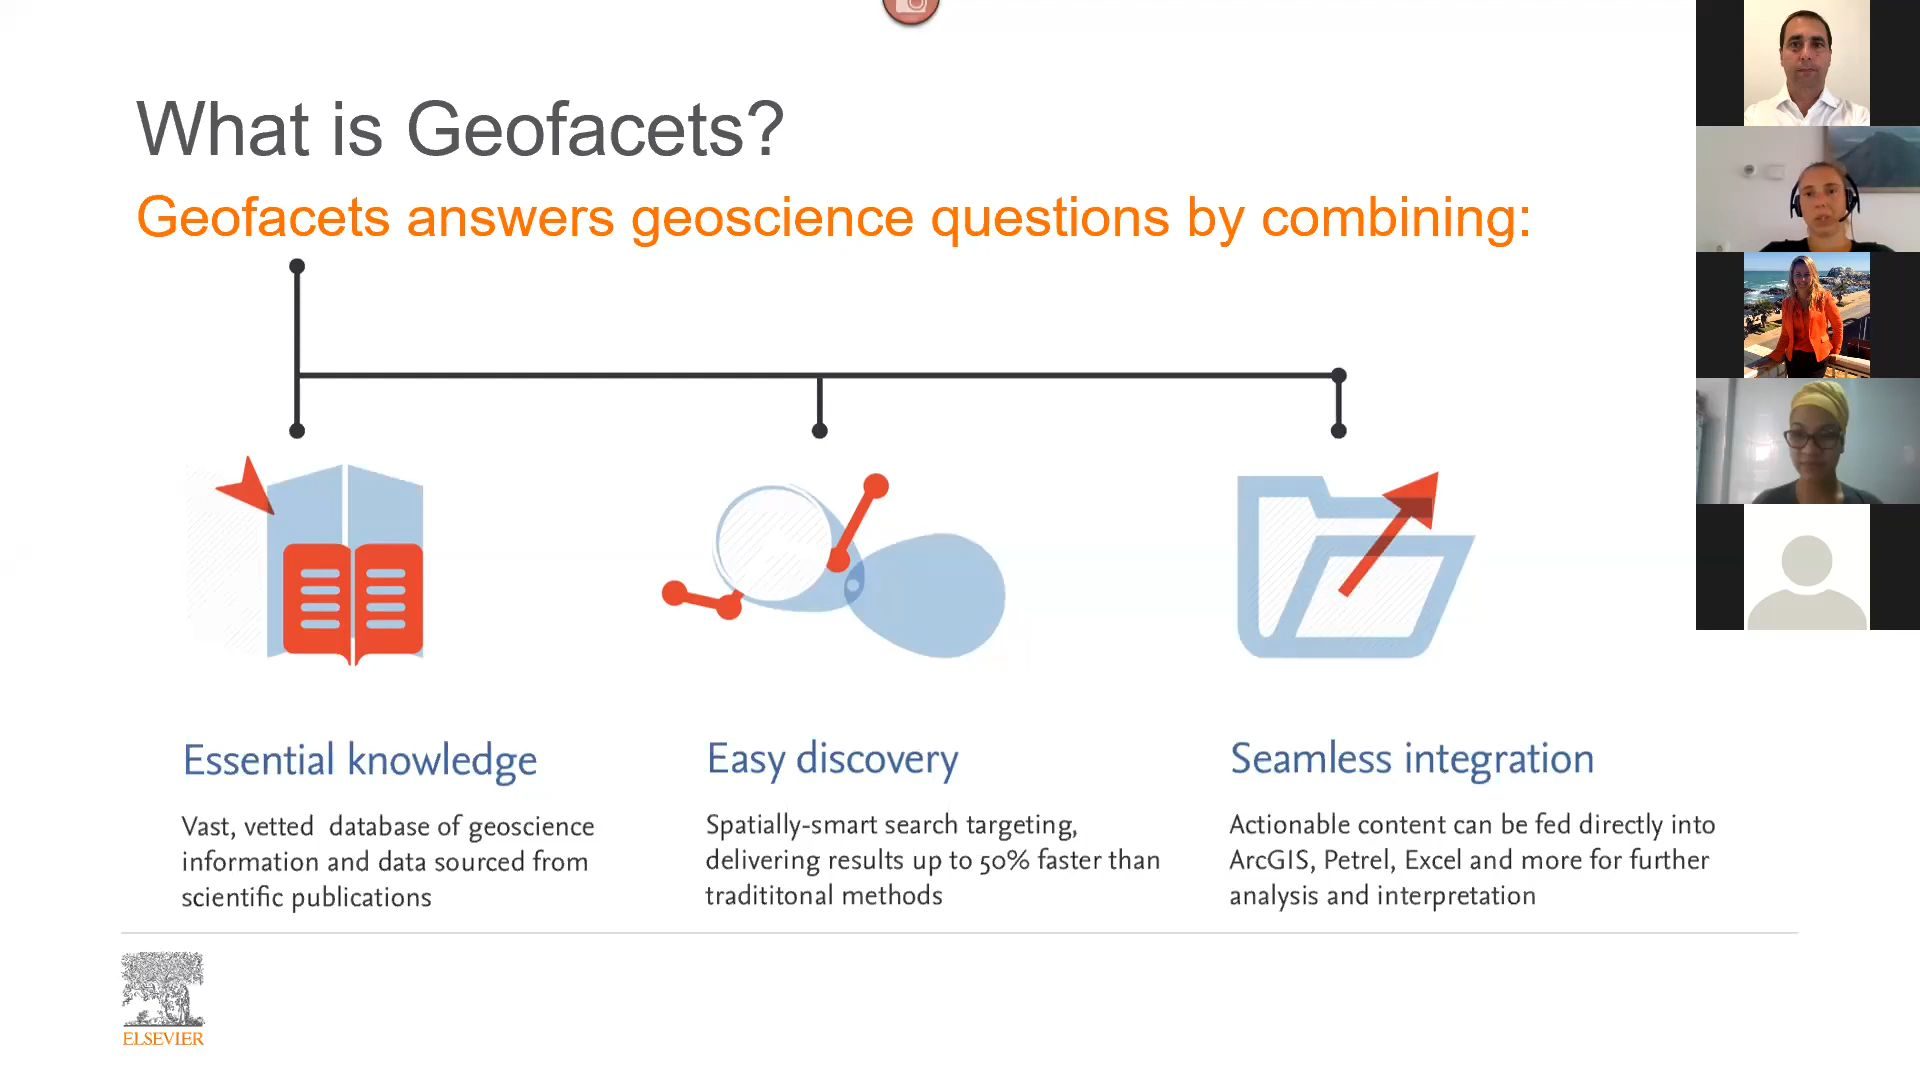 What is Geofacets?
Geofacets answers geoscience questions by combining:
Essential knowledge
Vast, vetted database of geoscience
information and data sourced from
scientific publications
Easy discovery
Spatially-smart search targeting,
delivering results up to 50% faster than
tradititonal methods
Seamless integration
Actionable content can be fed directly into
ArcGIS, Petrel, Excel and more for further
analysis and interpretation
ELSEVIER